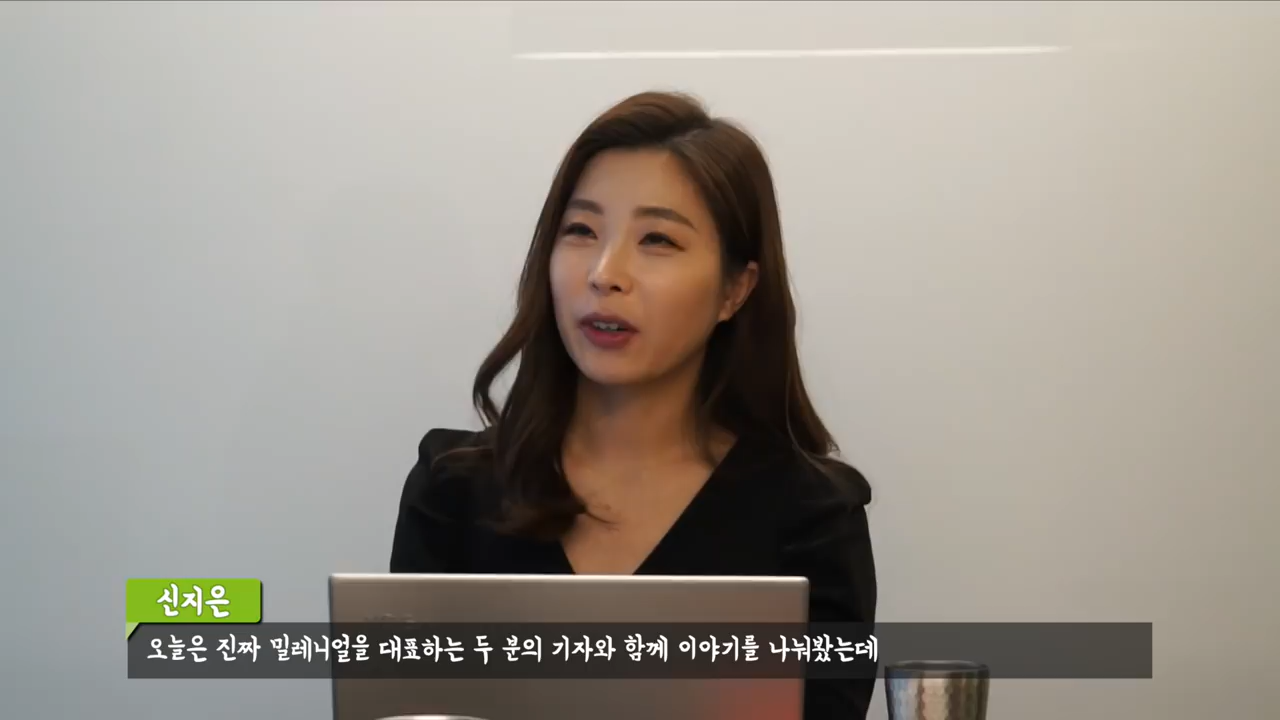 신지은
오늘은 진짜 밀레니얼을 대표하는 두 분의 기자와 함께 이야기를 나눠봤는데